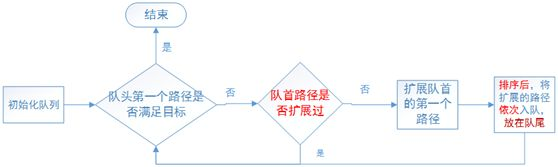 结束
是
初始化队列
队头第一个路径是
否满足目标
否
队首路径是
否扩展过
否
扩展队首
的第一个
路径
排序后，将
扩展的路径
依次入队，
放在队尾
是